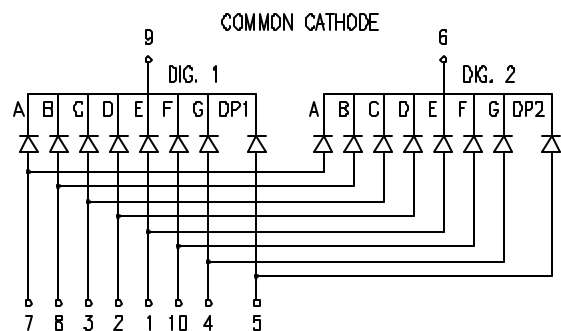 COMMON CATHODE
9 6
DIG. 1 DIG. 2
A B C D E F G DP1 A B C D E F G DP2
7 8 3 2 1 10 4 5